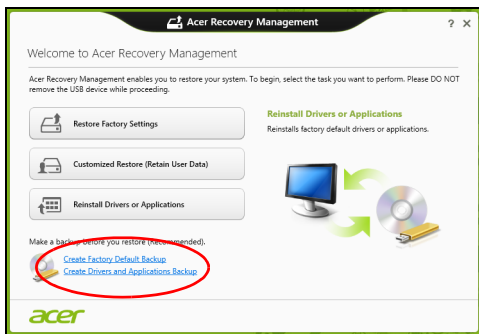 Acer Recovery Management
? X
Welcome to Acer Recovery Management
Acer Recovery Management enables you to restore your system. To begin, select the task you want to perform. Please DO NOT
remove the USB device while proceeding.
Restore Factory Settings
Customized Restore (Retain User Data)
Reinstall Drivers or Applications
Reinstall Drivers or Applications
Reinstalls factory default drivers or applications.
Make a backup before you restore (Recommended).
Create Factory Default Backup
Create Drivers and Applications Backup
acer